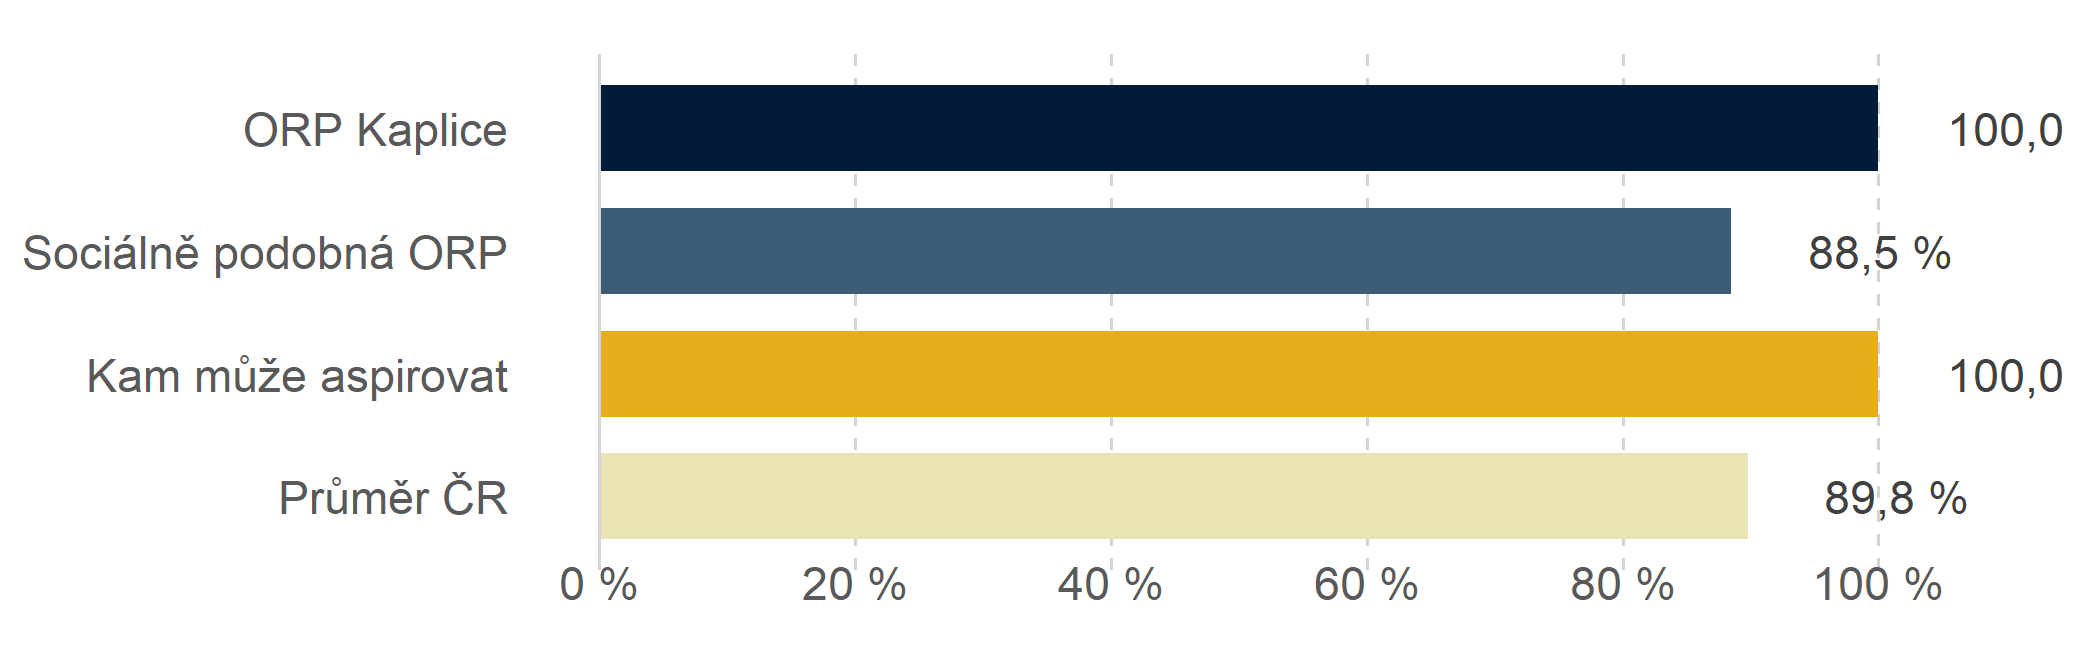 ORP Kaplice 100,0
Sociálně podobná ORP 88,5 %
Kam může aspirovat 100,0
Průměr ČR 89,8 %
0 % 20 % 40 % 60 % 80 % 100 %